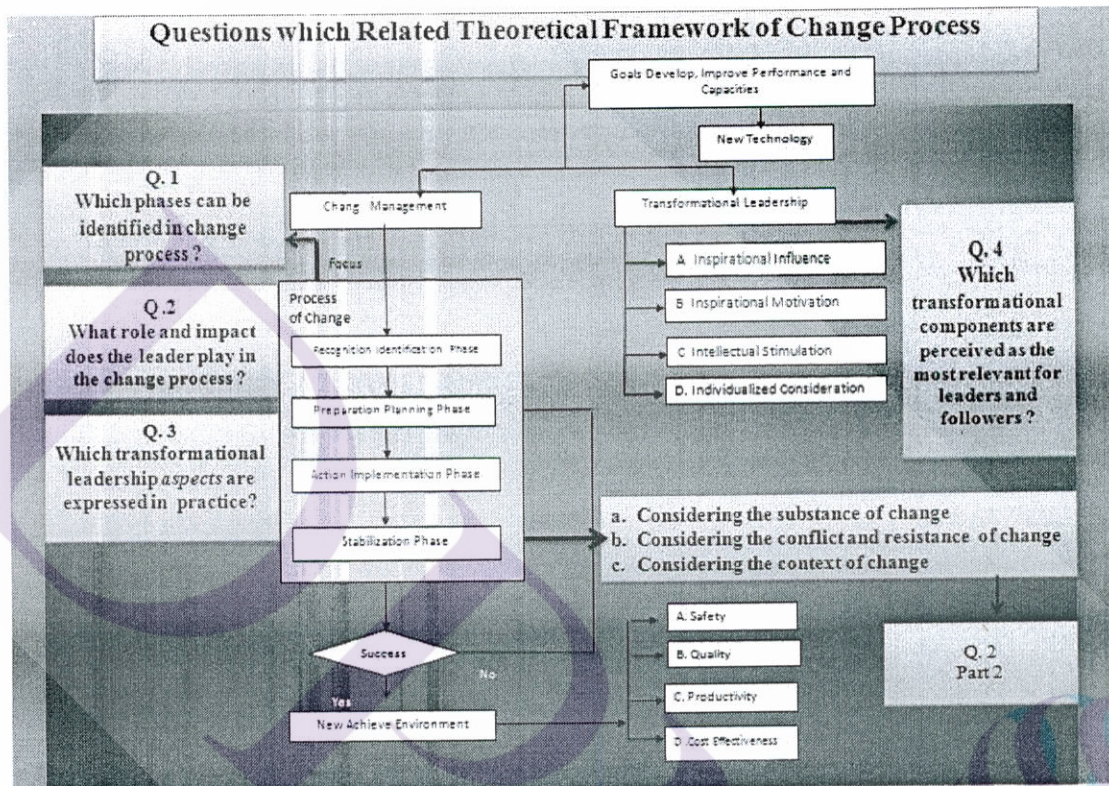 Questions which Related Theoretical Framework of Change Process
Goals Develop, Improve Performance and
Capacities
New Technology
Q. 1
Which phases can be
identified in change
process ?
Chang Management
Transformational Leadership
Focus
A Inspirational Influence
B Inspirational Motivation
C Intellectual Stimulation
D. Individualized Consideration
Q. 4
Which
transformational
components are
perceived as the
most relevant for
leaders and
followers ?
Q .2
What role and impact
does the leader play in
the change process ?
Process
of Change
Recognition Identification Phase
Preparation Planning Phase
Action Implementation Phase
Stabilization Phase
Q. 3
Which transformational
leadership aspects are
expressed in practice?
a. Considering the substance of change
b. Considering the conflict and resistance of change
c. Considering the context of change
Q. 2
Part 2
Success
No
Yes
New Achieve Environment
A. Safety
B. Quality
C. Productivity
D. Cost Effectiveness